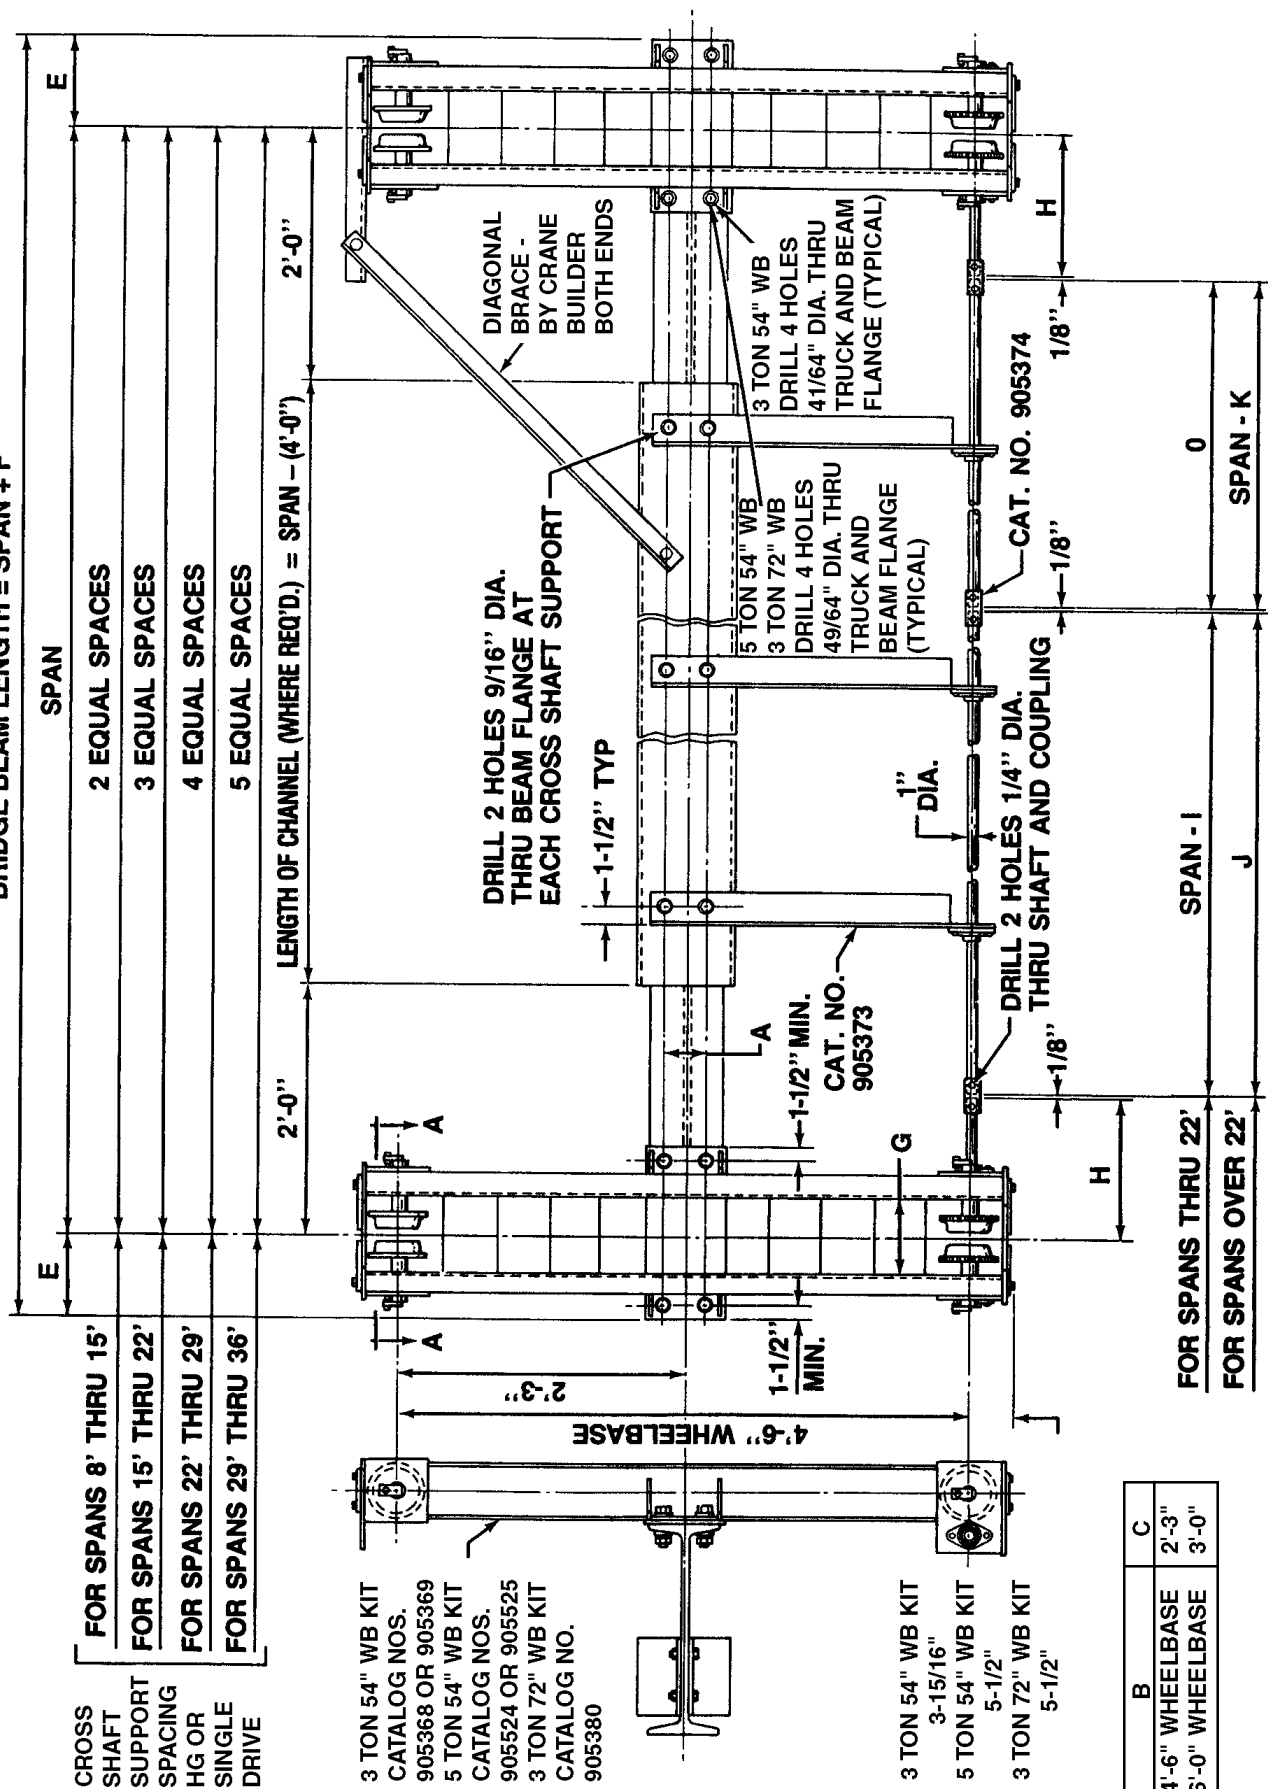 BRIDGE BEAM LENGTH = SPAN + F
E
SPAN
E
2 EQUAL SPACES
3 EQUAL SPACES
4 EQUAL SPACES
5 EQUAL SPACES
CROSS
SHAFT
SUPPORT
SPACING
HG OR
SINGLE
DRIVE
FOR SPANS 8' THRU 15'
FOR SPANS 15' THRU 22'
FOR SPANS 22' THRU 29'
FOR SPANS 29' THRU 36'
2'-0''
LENGTH OF CHANNEL (WHERE REQ'D.) = SPAN – (4'-0'')
2'-0''
3 TON 54" WB KIT
CATALOG NOS.
905368 OR 905369
5 TON 54" WB KIT
CATALOG NOS.
905524 OR 905525
3 TON 72" WB KIT
CATALOG NO.
905380
A
A
2'-3''
4'-6'' WHEELBASE
DRILL 2 HOLES 9/16'' DIA.
THRU BEAM FLANGE AT
EACH CROSS SHAFT SUPPORT
1-1/2'' TYP
DIAGONAL
BRACE -
BY CRANE
BUILDER
BOTH ENDS
A
1-1/2'' MIN.
1-1/2''
MIN.
G
CAT. NO.
905373
5 TON 54" WB
3 TON 72" WB
DRILL 4 HOLES
49/64" DIA. THRU
TRUCK AND
BEAM FLANGE
(TYPICAL)
3 TON 54" WB
DRILL 4 HOLES
41/64" DIA. THRU
TRUCK AND BEAM
FLANGE (TYPICAL)
1''
DIA.
3 TON 54" WB KIT
3-15/16"
5 TON 54" WB KIT
5-1/2"
3 TON 72" WB KIT
5-1/2"
DRILL 2 HOLES 1/4'' DIA.
THRU SHAFT AND COUPLING
CAT. NO. 905374
1/8''
1/8''
1/8''
H
H
FOR SPANS THRU 22'
SPAN - I
O
FOR SPANS OVER 22'
J
SPAN - K
B C
4'-6" WHEELBASE 2'-3"
6'-0" WHEELBASE 3'-0"